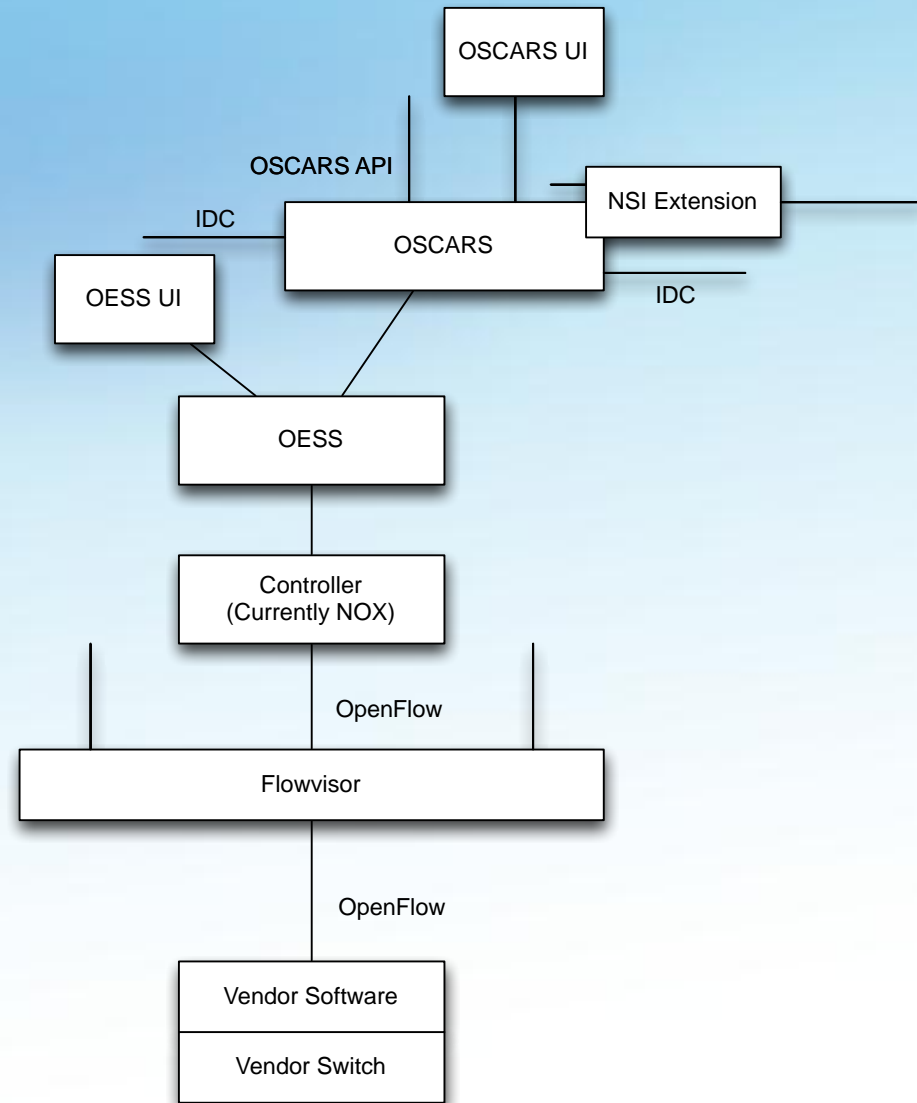 OSCARS UI
OSCARS API
NSI Extension
IDC
OSCARS
IDC
OESS UI
OESS
Controller
(Currently NOX)
OpenFlow
Flowvisor
OpenFlow
Vendor Software
Vendor Switch